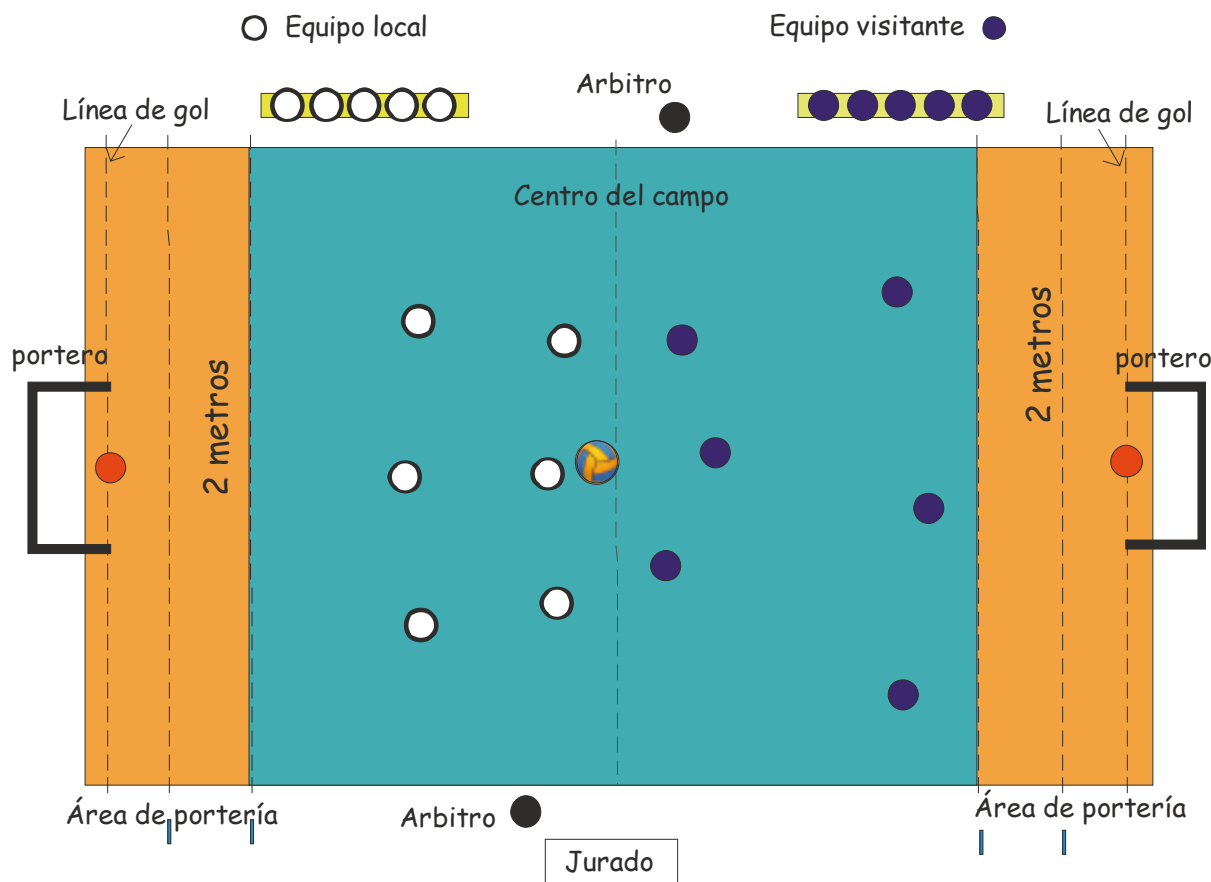 Equipo local
Equipo visitante
Arbitro
Línea de gol
Línea de gol
Centro del campo
portero
2 metros
2 metros
portero
Área de portería
Arbitro
Área de portería
Jurado